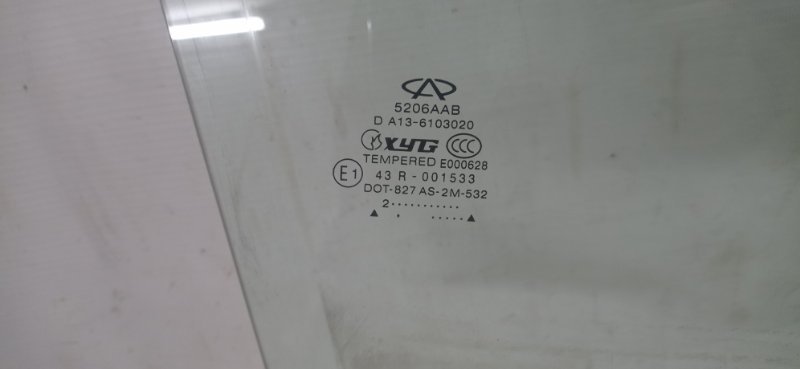 5206AAB
D A13-6103020
XYG CCC
TEMPERED E000628
E1 43 R - 001533
DOT-827 AS-2M-532
2...........
▲ . .....▲